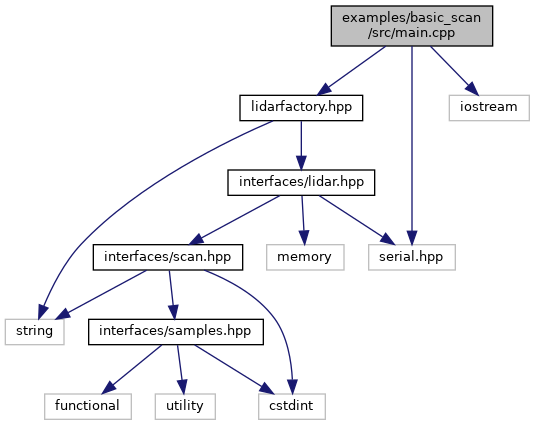 examples/basic_scan
/src/main.cpp
lidarfactory.hpp
iostream
interfaces/lidar.hpp
interfaces/scan.hpp
memory
serial.hpp
string
interfaces/samples.hpp
functional
utility
cstdint